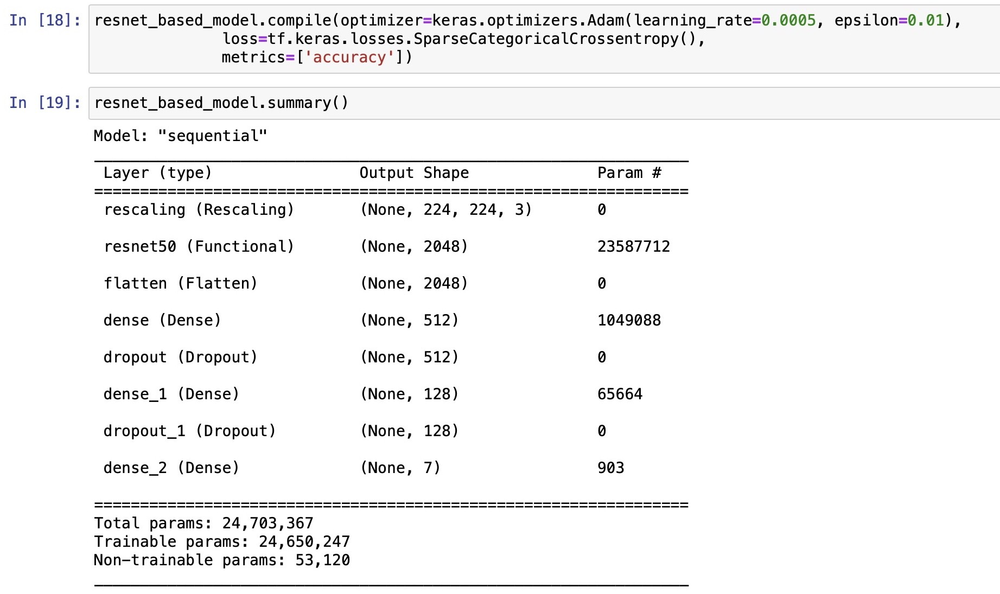 In [18]: resnet_based_model.compile(optimizer=keras.optimizers.Adam(learning_rate=0.0005, epsilon=0.01),
loss=tf.keras.losses.SparseCategoricalCrossentropy(),
metrics=['accuracy'])
In [19]: resnet_based_model.summary()
Model: "sequential"
_________________________________________________________________
Layer (type) Output Shape Param #
=================================================================
rescaling (Rescaling) (None, 224, 224, 3) 0
resnet50 (Functional) (None, 2048) 23587712
flatten (Flatten) (None, 2048) 0
dense (Dense) (None, 512) 1049088
dropout (Dropout) (None, 512) 0
dense_1 (Dense) (None, 128) 65664
dropout_1 (Dropout) (None, 128) 0
dense_2 (Dense) (None, 7) 903
=================================================================
Total params: 24,703,367
Trainable params: 24,650,247
Non-trainable params: 53,120
_________________________________________________________________